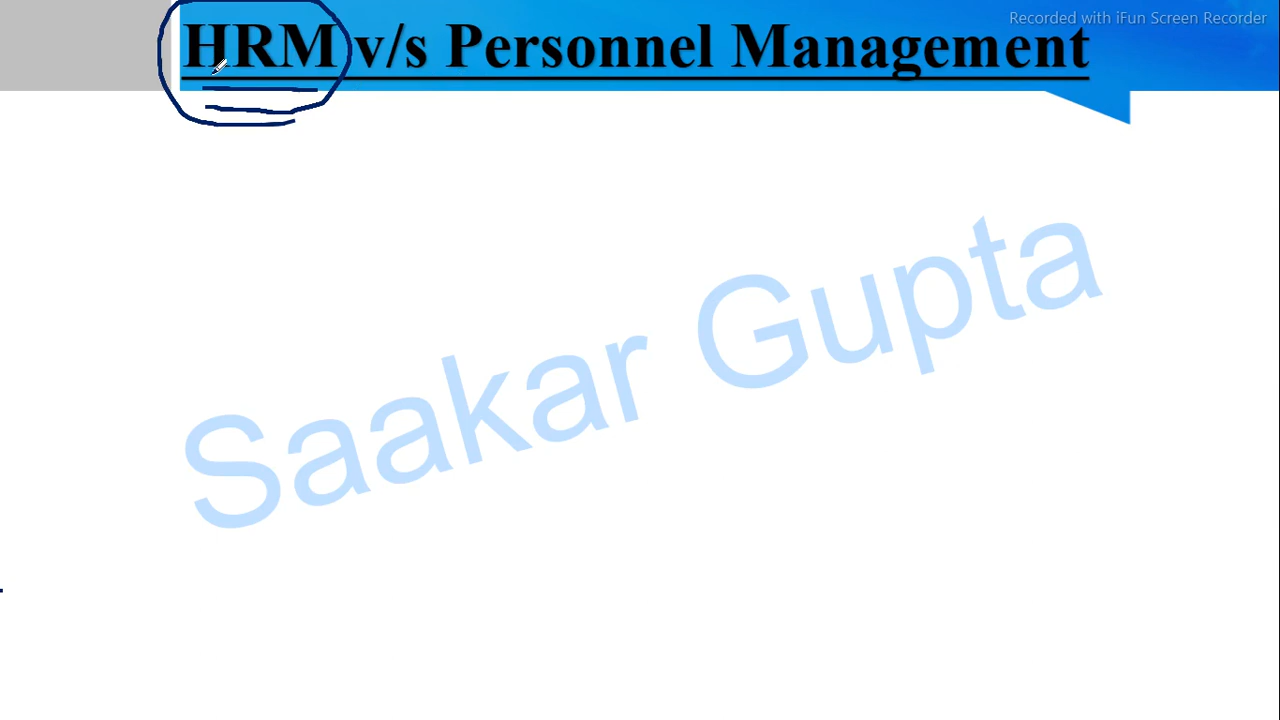 Recorded with iFun Screen Recorder
HRM v/s Personnel Management
Saakar Gupta